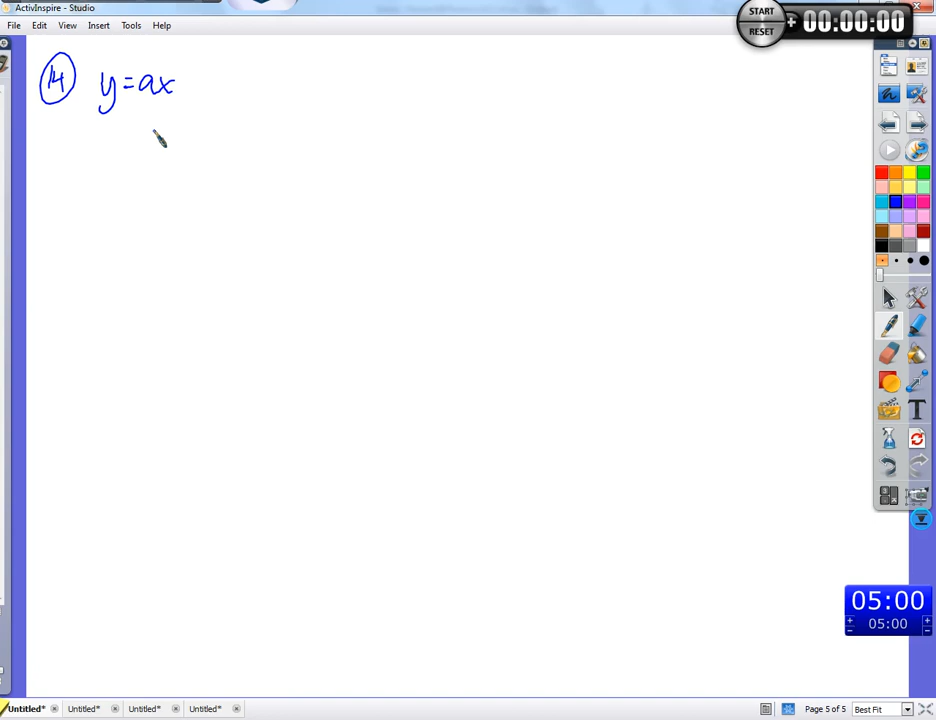 ActivInspire - Studio
START
RESET
00:00:00
File Edit View Insert Tools Help
14 y=ax
T
05:00
05:00
Untitled* Untitled* Untitled* Untitled* Page 5 of 5 Best Fit